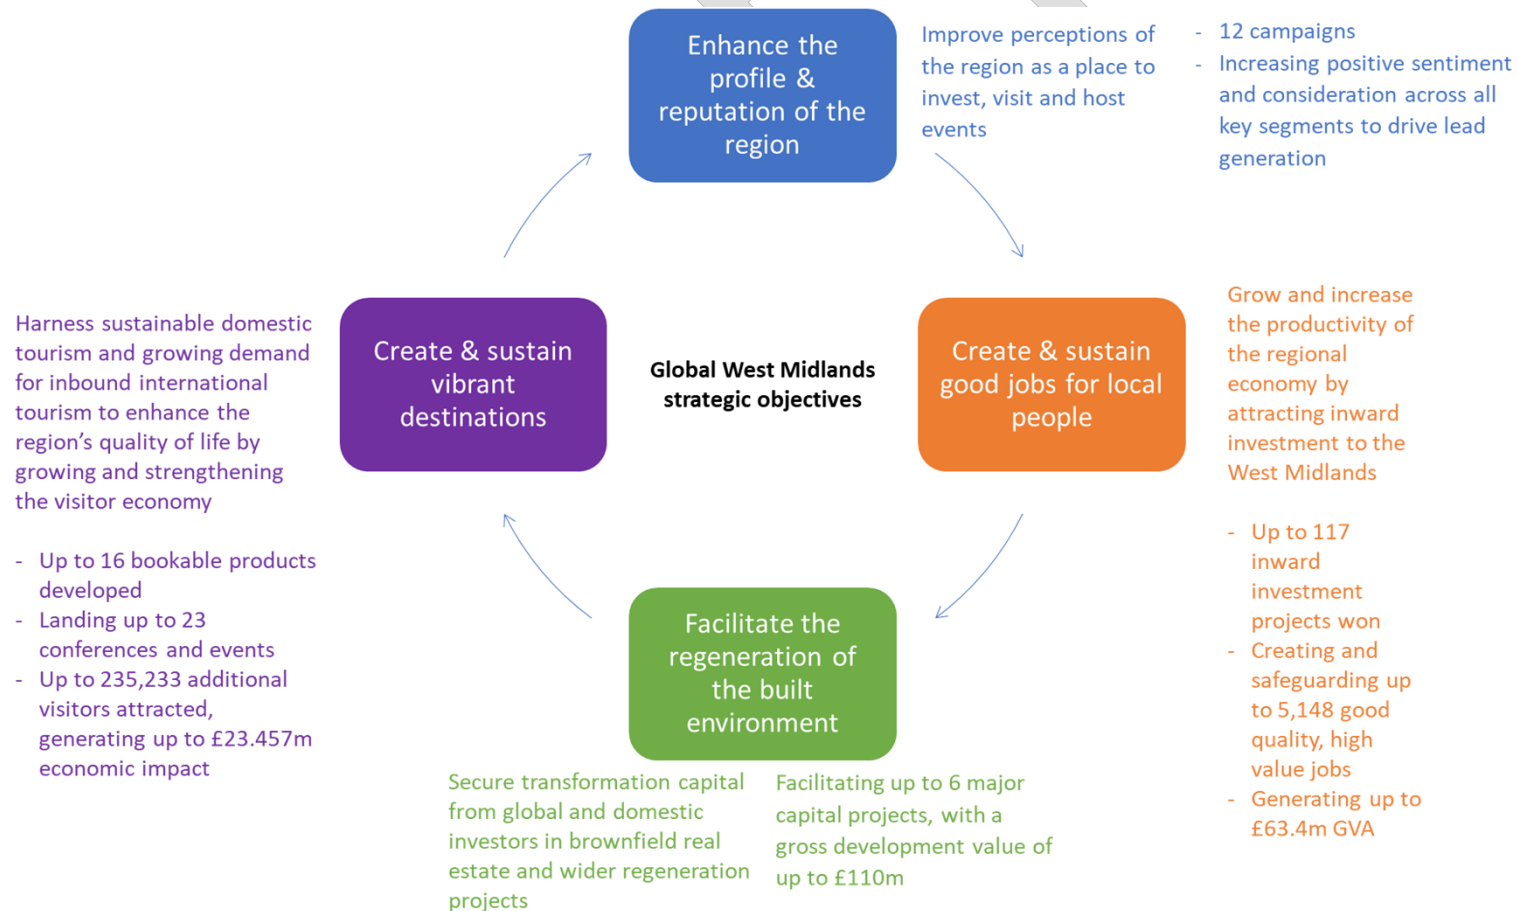 Enhance the
profile &
reputation of the
region
Improve perceptions of
the region as a place to
invest, visit and host
events
- 12 campaigns
- Increasing positive sentiment
and consideration across all
key segments to drive lead
generation
Global West Midlands
strategic objectives
Create & sustain
good jobs for local
people
Grow and increase
the productivity of
the regional
economy by
attracting inward
investment to the
West Midlands
- Up to 117
inward
investment
projects won
- Creating and
safeguarding up
to 5,148 good
quality, high
value jobs
- Generating up to
£63.4m GVA
Facilitate the
regeneration of
the built
environment
Secure transformation capital
from global and domestic
investors in brownfield real
estate and wider regeneration
projects
Facilitating up to 6 major
capital projects, with a
gross development value of
up to £110m
Create & sustain
vibrant
destinations
Harness sustainable domestic
tourism and growing demand
for inbound international
tourism to enhance the
region's quality of life by
growing and strengthening
the visitor economy
- Up to 16 bookable products
developed
- Landing up to 23
conferences and events
- Up to 235,233 additional
visitors attracted,
generating up to £23.457m
economic impact